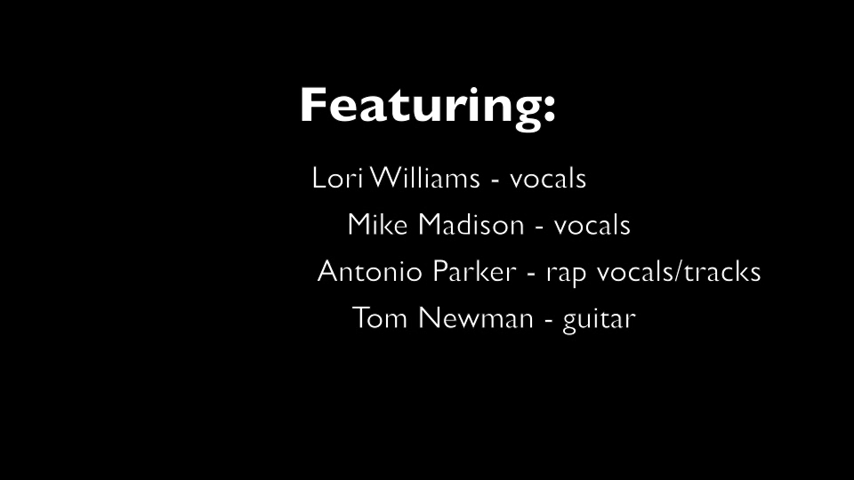 Featuring:
Lori Williams - vocals
Mike Madison - vocals
Antonio Parker - rap vocals/tracks
Tom Newman - guitar